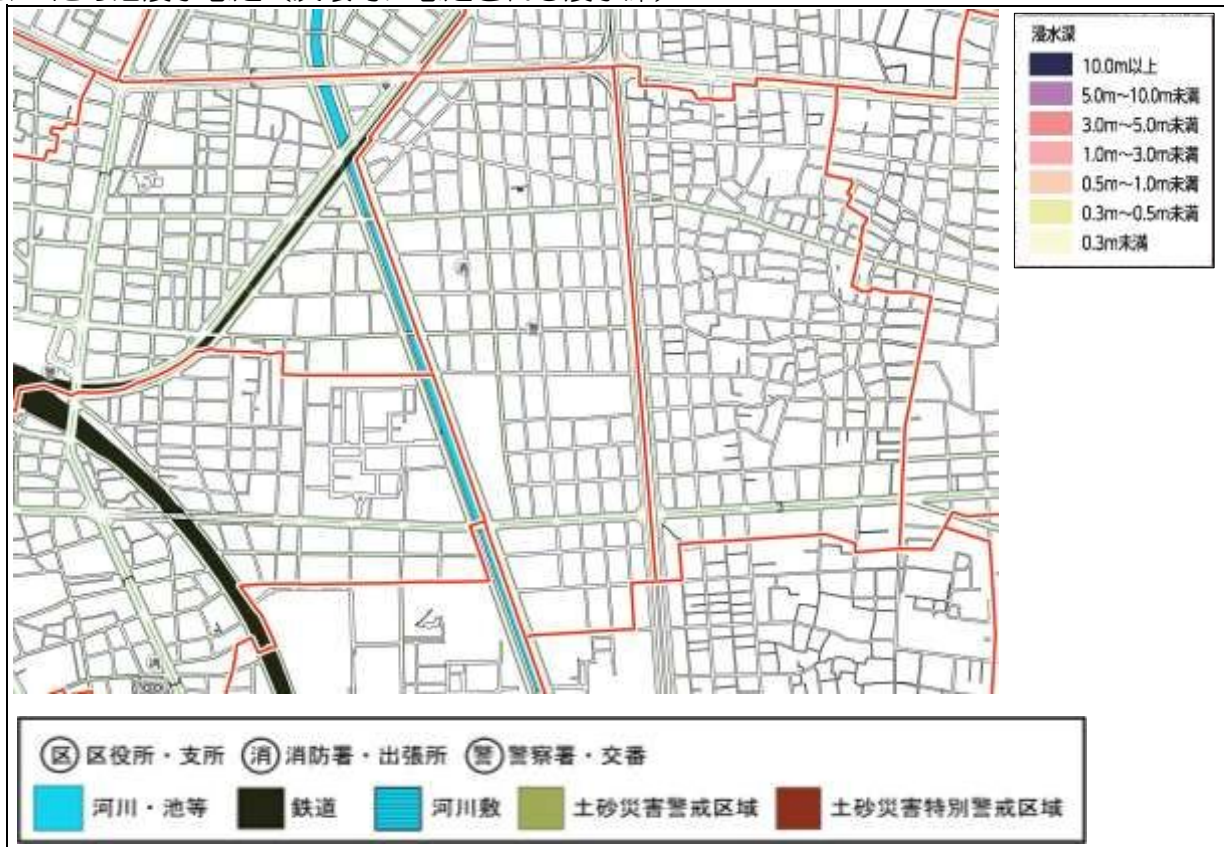 浸水深
10.0m以上
5.0m～10.0m未満
3.0m～5.0m未満
1.0m～3.0m未満
0.5m～1.0m未満
0.3m～0.5m未満
0.3m未満
消
消
区 区役所・支所 消 消防署・出張所 警 警察署・交番
河川・池等 鉄道 河川敷 土砂災害警戒区域 土砂災害特別警戒区域